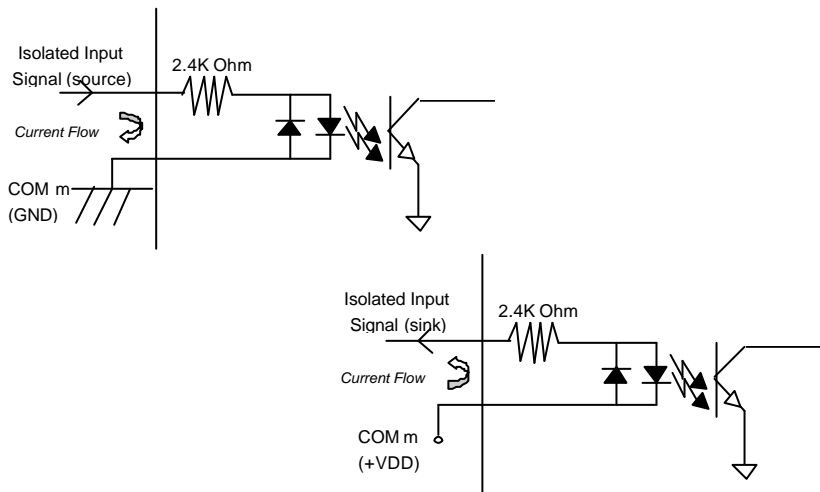 Isolated Input
Signal (source)
2.4K Ohm
Current Flow
COM m
(GND)
Isolated Input
Signal (sink)
2.4K Ohm
Current Flow
COM m
(+VDD)